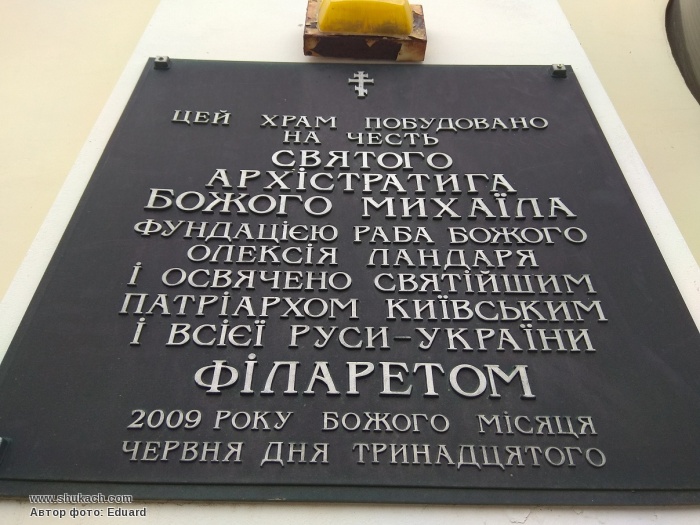 ЦЕЙ ХРАМ ПОБУДОВАНО
НА ЧЕСТЬ
СВЯТОГО
АРХІСТРАТИГА
БОЖОГО МИХАЇЛА
ФУНДАЦІЄЮ РАБА БОЖОГО
ОЛЕКСІЯ ЛАНДАРЯ
І ОСВЯЧЕНО СВЯТІЙШИМ
ПАТРІАРХОМ КИЇВСЬКИМ
І ВСІЄЇ РУСИ-УКРАЇНИ
ФІЛАРЕТОМ
2009 РОКУ БОЖОГО МІСЯЦЯ
ЧЕРВНЯ ДНЯ ТРИНАДЦЯТОГО
www.shukach.com
Автор фото: Eduard